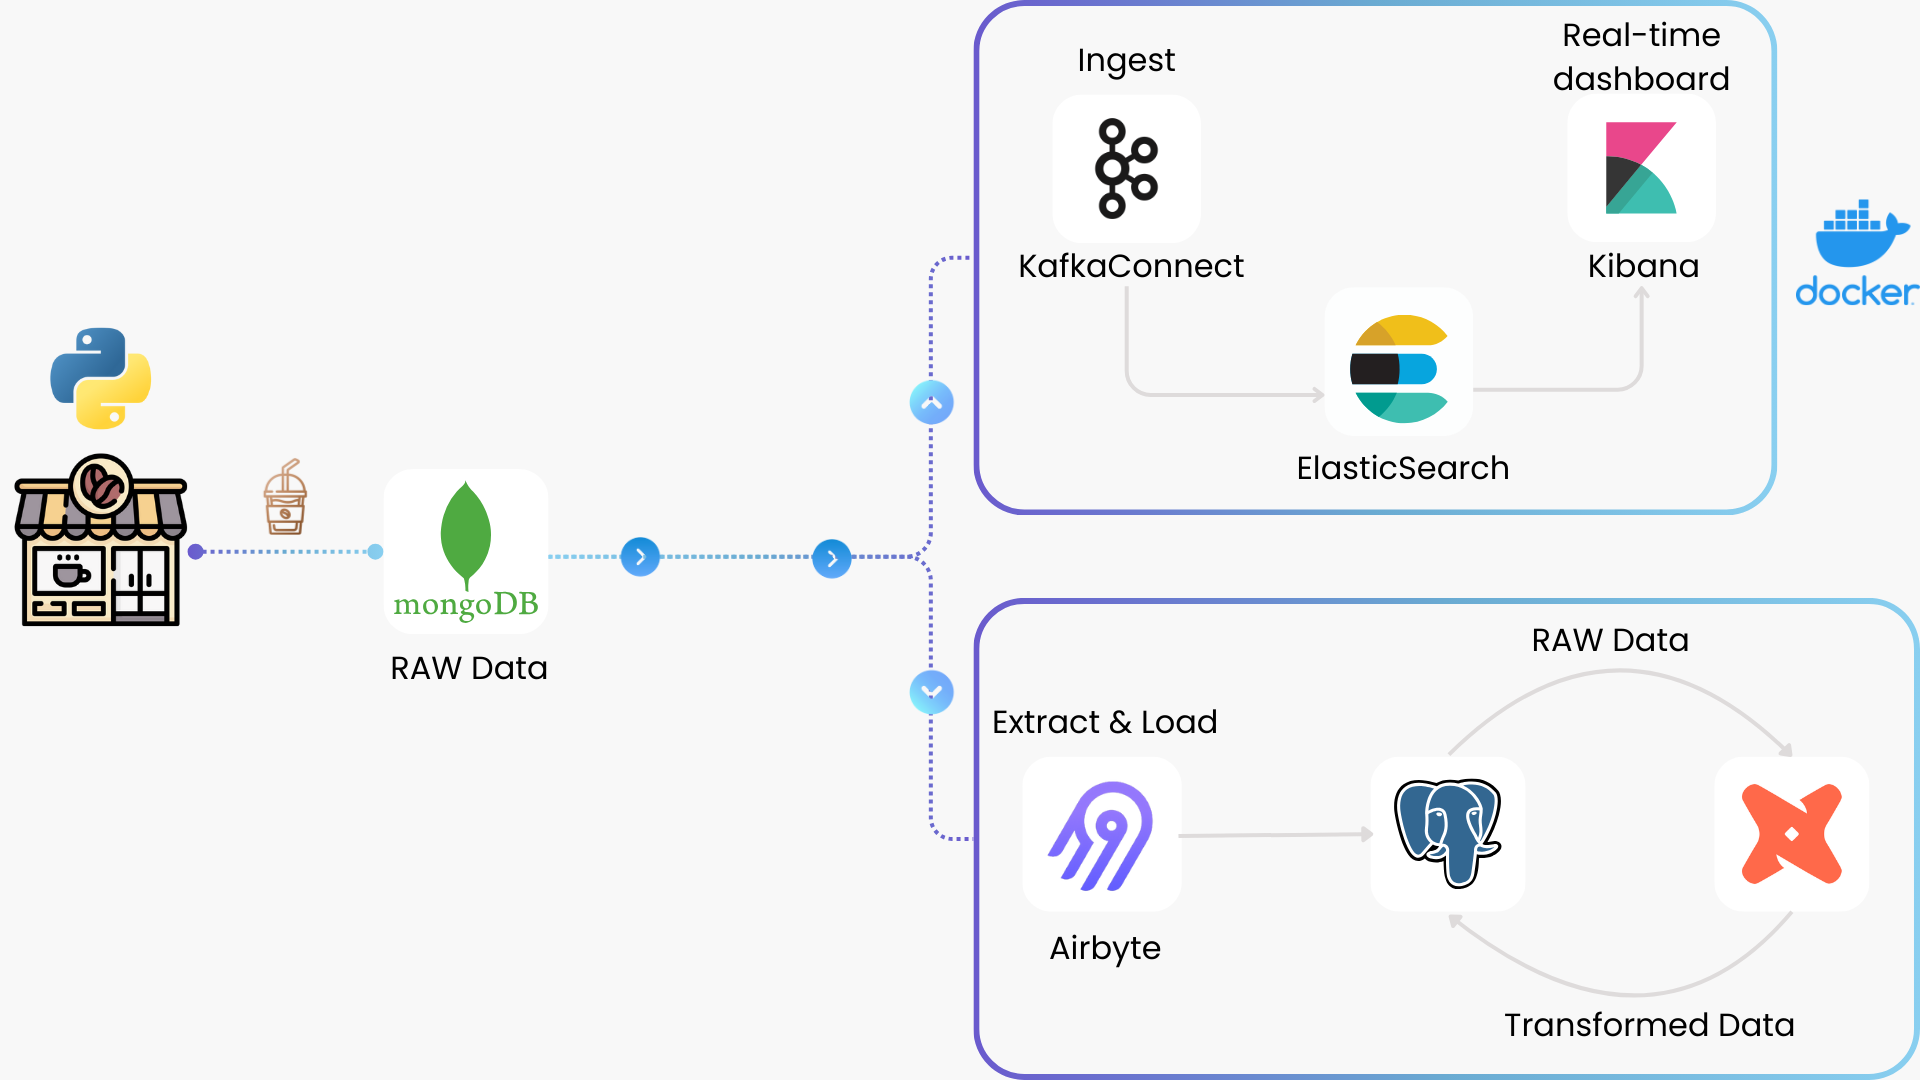 Ingest
Real-time
dashboard
KafkaConnect
Kibana
docker
ElasticSearch
mongoDB
RAW Data
RAW Data
Extract & Load
Airbyte
Transformed Data